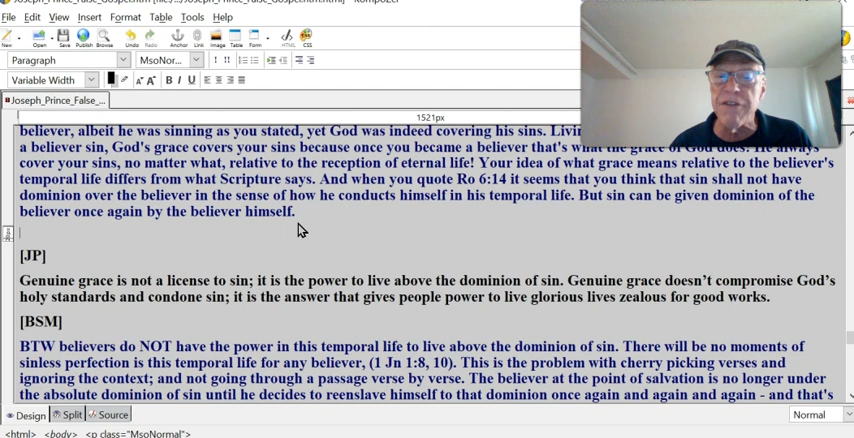 File Edit View Insert Format Table Tools Help
New Open Save Publish Browse Undo Redo Anchor Link Image Table Form HTML CSS
Paragraph MsoNor...
Variable Width B I U
Joseph_Prince_False_...
1521px
believer, albeit he was sinning as you stated, yet God was indeed covering his sins.
a believer sin, God's grace covers your sins because once you became a believer that's what the grace of God does! He always
cover your sins, no matter what, relative to the reception of eternal life! Your idea of what grace means relative to the believer's
temporal life differs from what Scripture says. And when you quote Ro 6:14 it seems that you think that sin shall not have
dominion over the believer in the sense of how he conducts himself in his temporal life. But sin can be given dominion of the
believer once again by the believer himself.
[JP]
Genuine grace is not a license to sin; it is the power to live above the dominion of sin. Genuine grace doesn't compromise God's
holy standards and condone sin; it is the answer that gives people power to live glorious lives zealous for good works.
[BSM]
BTW believers do NOT have the power in this temporal life to live above the dominion of sin. There will be no moments of
sinless perfection is this temporal life for any believer, (1 Jn 1:8, 10). This is the problem with cherry picking verses and
ignoring the context; and not going through a passage verse by verse. The believer at the point of salvation is no longer under
the absolute dominion of sin until he decides to reenslave himself to that dominion once again and again and again - and that's
Design Split Source Normal
<html> <body> <p class="MsoNormal">